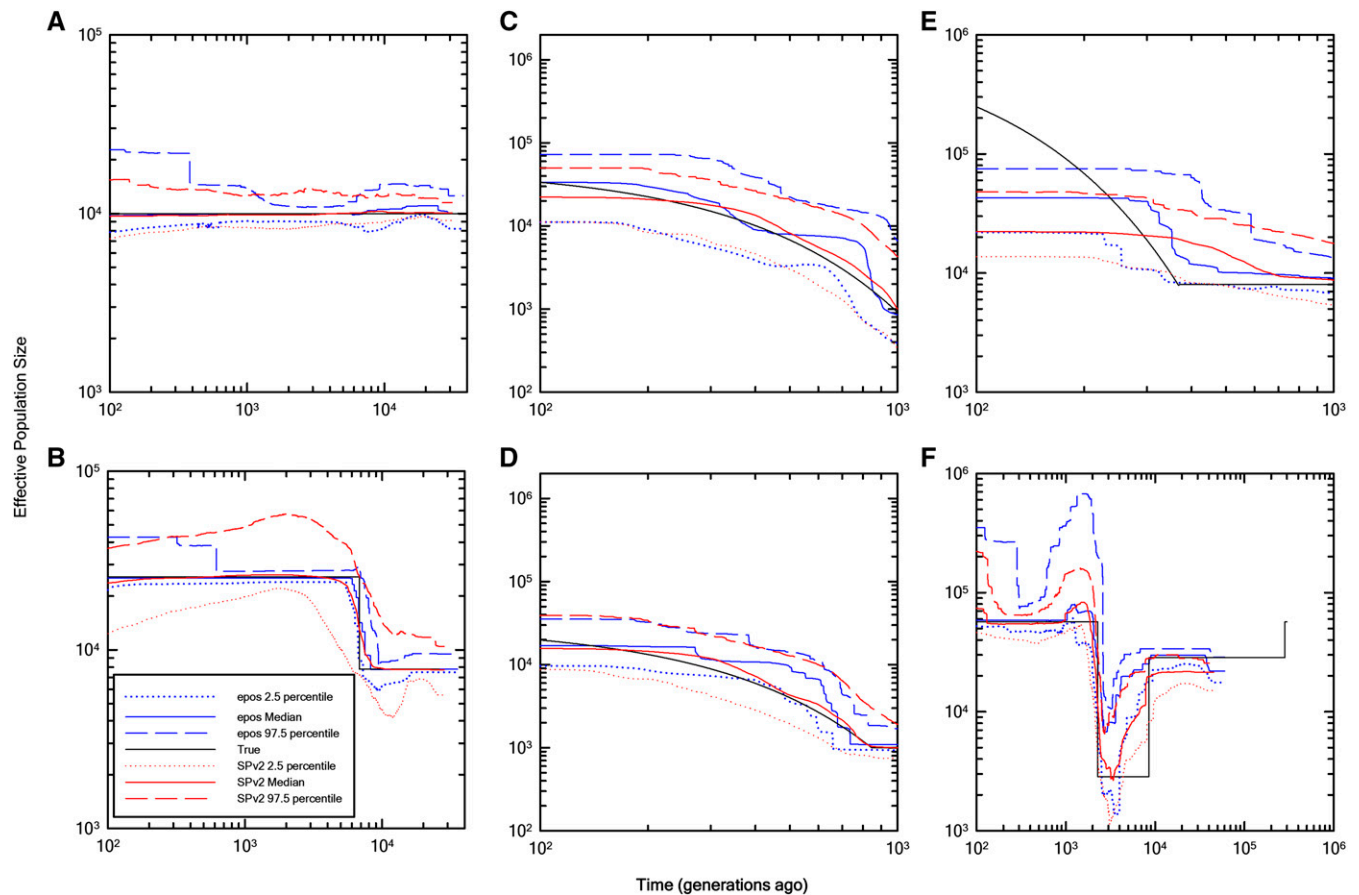 A
10⁵
10⁴
10³
10² 10³ 10⁴
C
10⁶
10⁵
10⁴
10³
10²
10² 10³
E
10⁶
10⁵
10⁴
10³
10² 10³
Effective Population Size
B
10⁵
10⁴
10³
10² 10³ 10⁴
epos 2.5 percentile
epos Median
epos 97.5 percentile
True
SPv2 2.5 percentile
SPv2 Median
SPv2 97.5 percentile
D
10⁶
10⁵
10⁴
10³
10²
10² 10³
F
10⁶
10⁵
10⁴
10³
10² 10³ 10⁴ 10⁵ 10⁶
Time (generations ago)